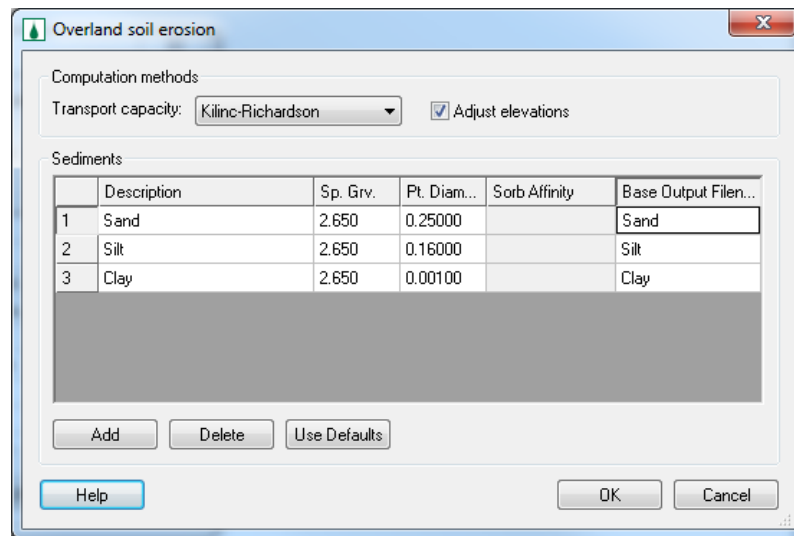 Overland soil erosion
Computation methods
Transport capacity: Kilinc-Richardson Adjust elevations
Sediments
Description Sp. Grv. Pt. Diam... Sorb Affinity Base Output Filen...
1 Sand 2.650 0.25000 Sand
2 Silt 2.650 0.16000 Silt
3 Clay 2.650 0.00100 Clay
Add Delete Use Defaults
Help OK Cancel